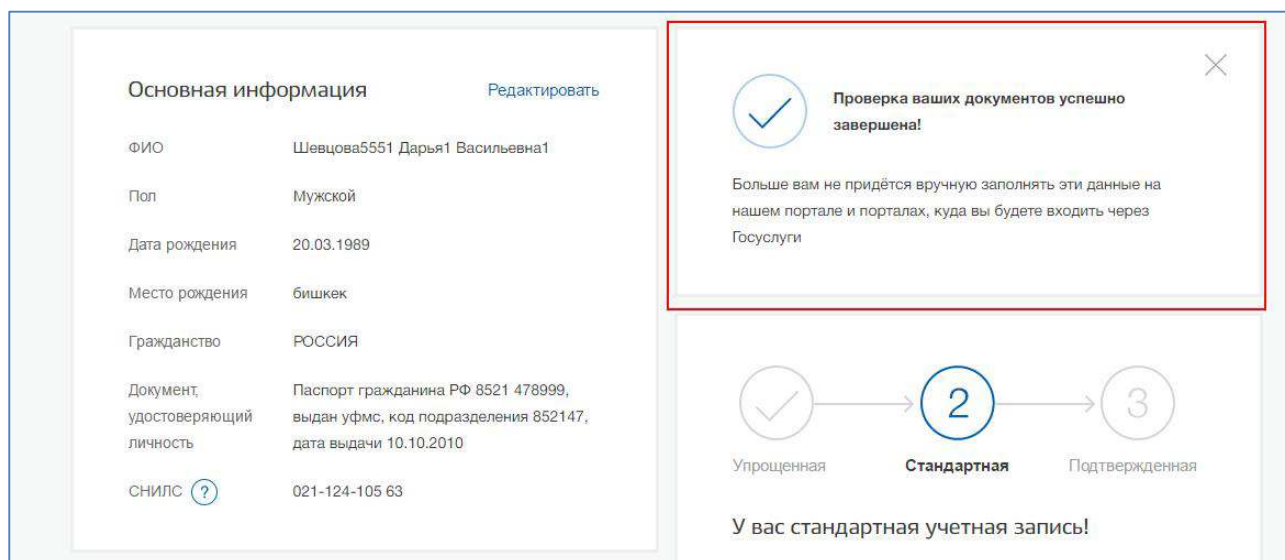 Основная информация
Редактировать
ФИО
Шевцова5551 Дарья1 Васильевна1
Пол
Мужской
Дата рождения
20.03.1989
Место рождения
бишкек
Гражданство
РОССИЯ
Документ,
удостоверяющий
личность
Паспорт гражданина РФ 8521 478999,
выдан уфмс, код подразделения 852147,
дата выдачи 10.10.2010
СНИЛС ?
021-124-105 63
Проверка ваших документов успешно
завершена!
Больше вам не придётся вручную заполнять эти данные на
нашем портале и порталах, куда вы будете входить через
Госуслуги
2
3
Упрощенная
Стандартная
Подтвержденная
У вас стандартная учетная запись!